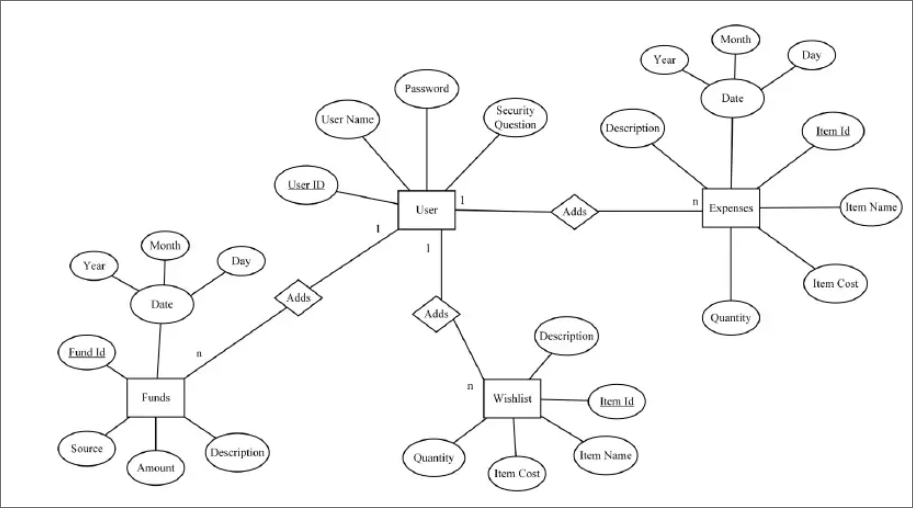 Month
Year
Day
Date
Password
User Name
Security
Question
Description
Item Id
User ID
User
1
Adds
n
Expenses
Item Name
1
1
Month
Year
Day
Date
Adds
Item Cost
Adds
Quantity
n
Description
Fund Id
n
Funds
Wishlist
Item Id
Source
Amount
Description
Quantity
Item Cost
Item Name